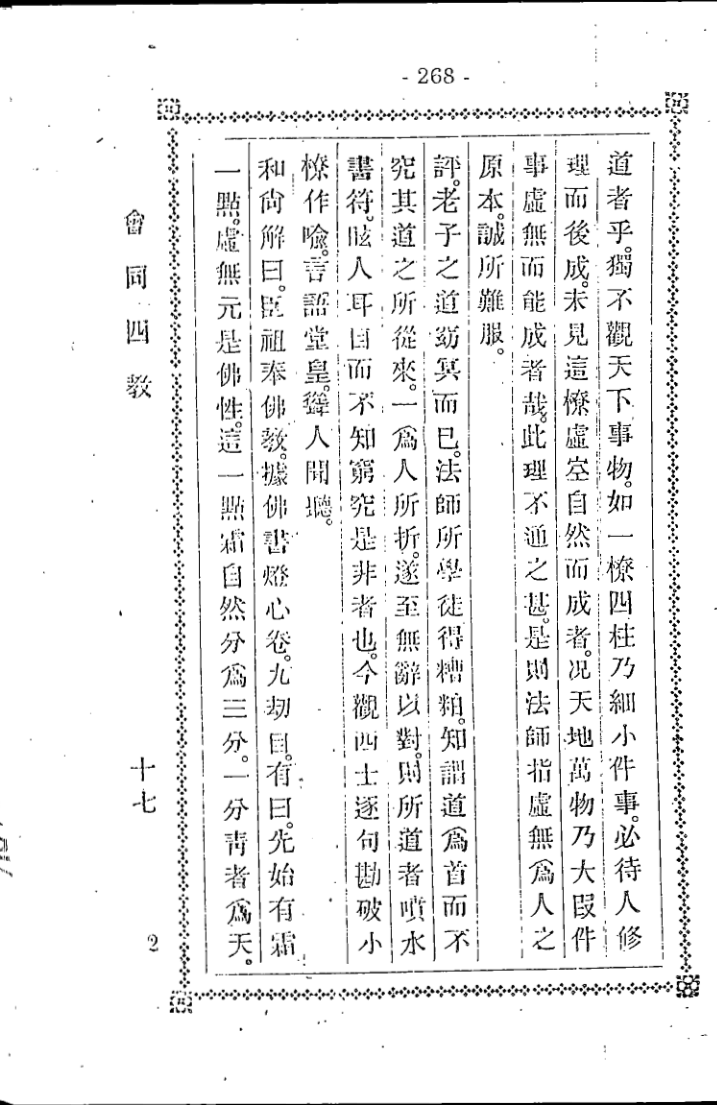 - 268 -
道者乎。獨不觀天下事物。如一橑四柱乃細小件事。必待人修
理而後成。未見這橑虛空自然而成者。况天地萬物乃大段件
事虛無而能成者哉。此理不通之甚。是則法師指虛無爲人之
原本。誠所難服。
評。老子之道窈冥而已。法師所學徒得糟粕。知謂道爲首而不
究其道之所從來。一爲人所折。遂至無辭以對。則所道者噴水
書符。眩人耳目而不知窮究是非者也。今觀西士逐句勘破小
橑作喩。言語堂皇。聳人聞聽。
和尙解曰。臣祖奉佛敎。據佛書燈心卷。九刼目。有曰。先始有霜
一點。虛無元是佛性。這一點霜自然分爲三分。一分靑者爲天。
會同四敎
十七
2